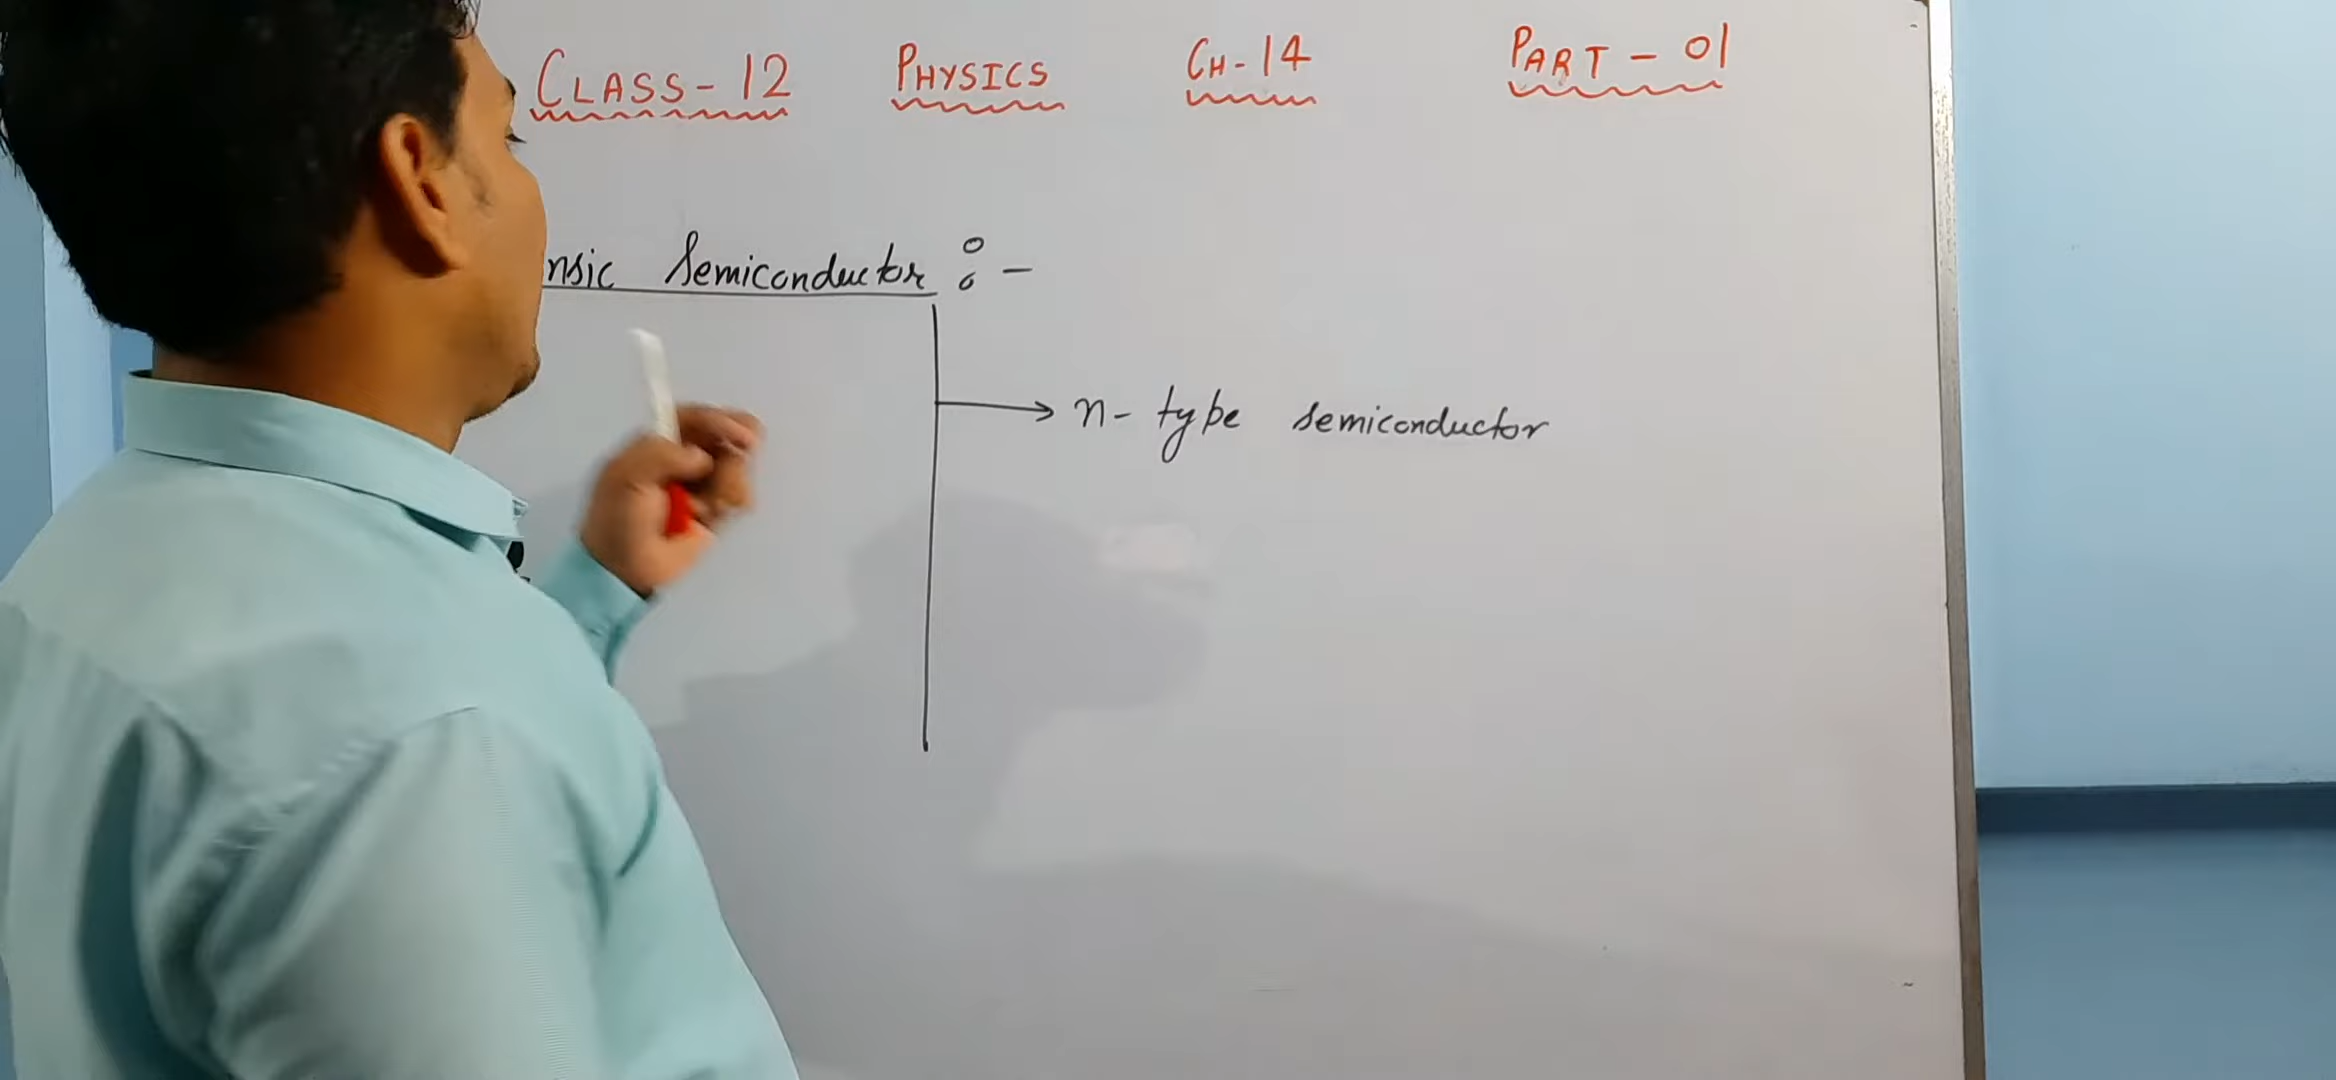 CLASS-12 PHYSICS CH-14 PART-01
nsic Semiconductor :-
n-type semiconductor